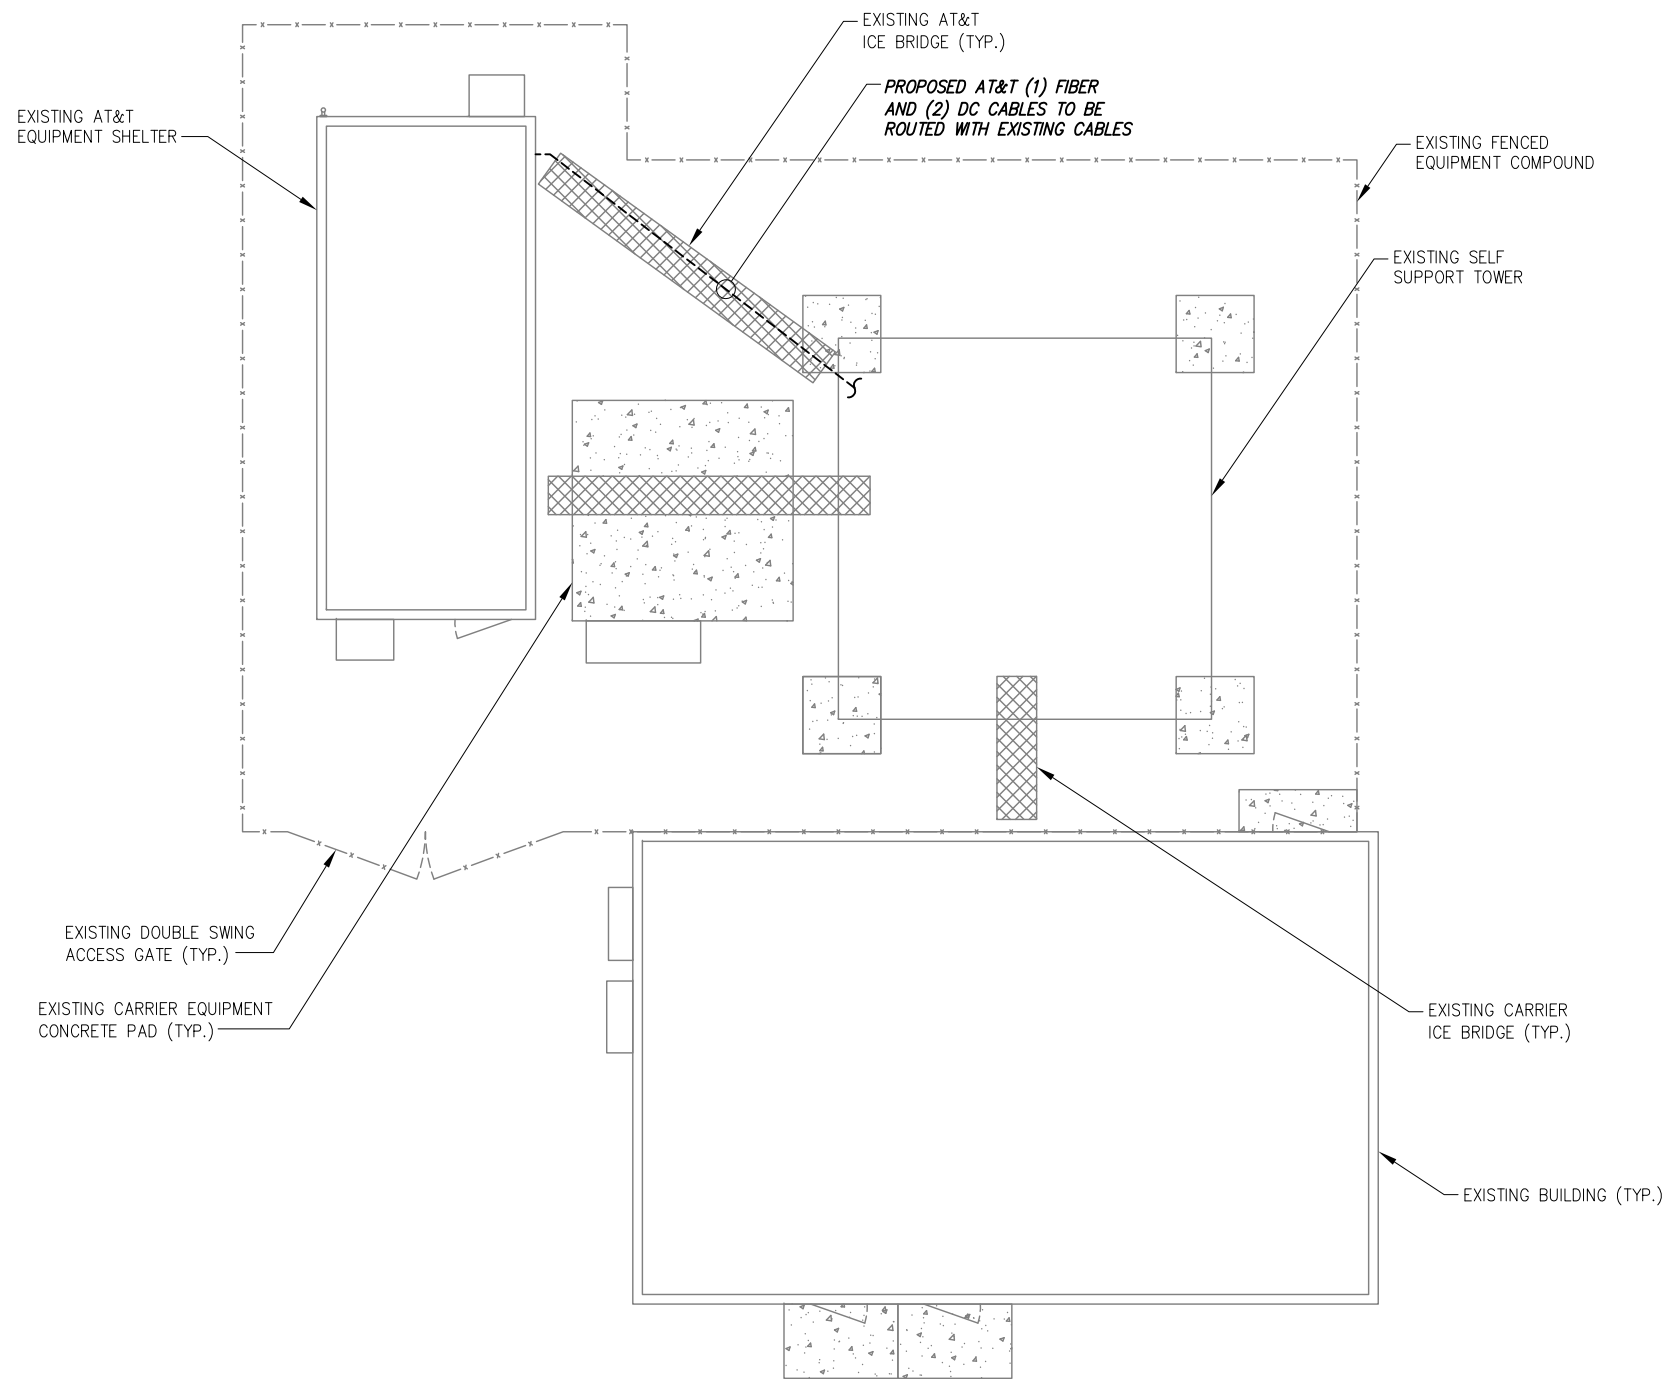 EXISTING AT&T
ICE BRIDGE (TYP.)
PROPOSED AT&T (1) FIBER
AND (2) DC CABLES TO BE
ROUTED WITH EXISTING CABLES
EXISTING AT&T
EQUIPMENT SHELTER
EXISTING FENCED
EQUIPMENT COMPOUND
EXISTING SELF
SUPPORT TOWER
EXISTING DOUBLE SWING
ACCESS GATE (TYP.)
EXISTING CARRIER EQUIPMENT
CONCRETE PAD (TYP.)
EXISTING CARRIER
ICE BRIDGE (TYP.)
EXISTING BUILDING (TYP.)